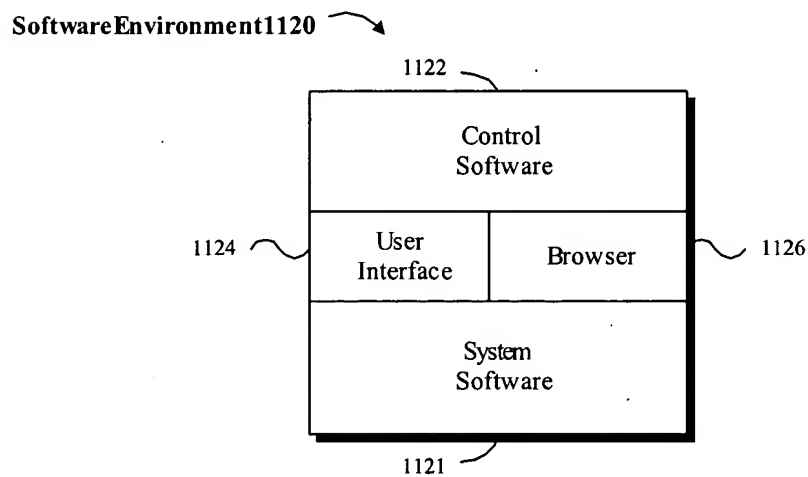 SoftwareEnvironment1120
1122
Control
Software
1124
User
Interface
Browser
1126
System
Software
1121